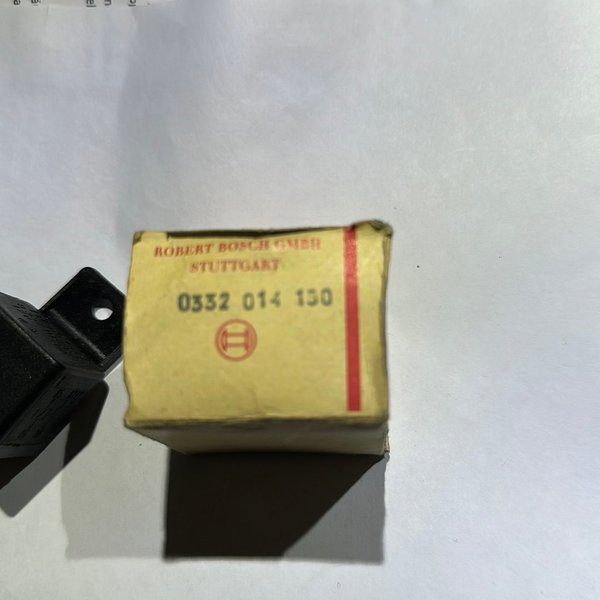 ROBERT BOSCH GMBH
STUTTGART
0332 014 130